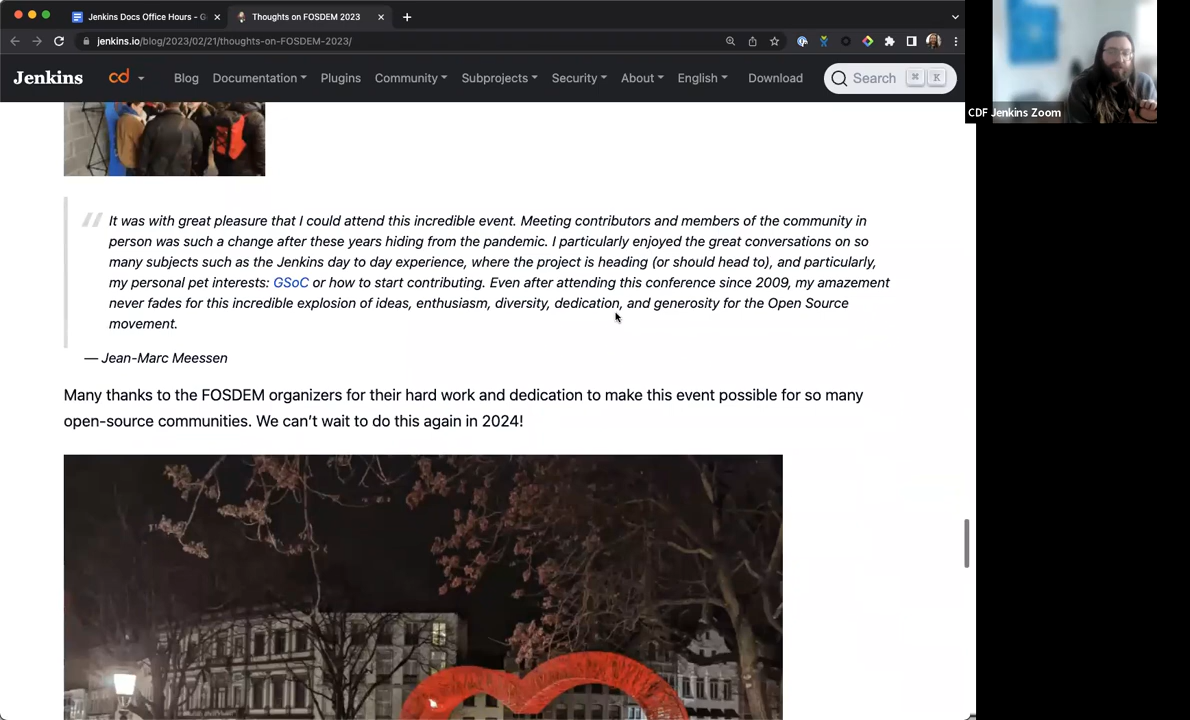 Jenkins Docs Office Hours - G
Thoughts on FOSDEM 2023
jenkins.io/blog/2023/02/21/thoughts-on-FOSDEM-2023/
Jenkins cd Blog Documentation Plugins Community Subprojects Security About English Download Search ⌘ K
CDF Jenkins Zoom
It was with great pleasure that I could attend this incredible event. Meeting contributors and members of the community in
person was such a change after these years hiding from the pandemic. I particularly enjoyed the great conversations on so
many subjects such as the Jenkins day to day experience, where the project is heading (or should head to), and particularly,
my personal pet interests: GSoC or how to start contributing. Even after attending this conference since 2009, my amazement
never fades for this incredible explosion of ideas, enthusiasm, diversity, dedication, and generosity for the Open Source
movement.
— Jean-Marc Meessen
Many thanks to the FOSDEM organizers for their hard work and dedication to make this event possible for so many
open-source communities. We can’t wait to do this again in 2024!